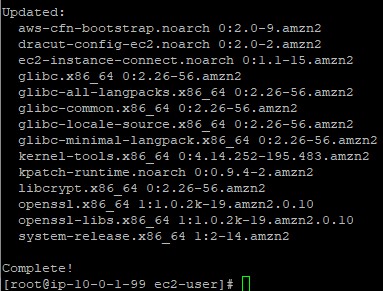 Updated:
aws-cfn-bootstrap.noarch 0:2.0-9.amzn2
dracut-config-ec2.noarch 0:2.0-2.amzn2
ec2-instance-connect.noarch 0:1.1-15.amzn2
glibc.x86_64 0:2.26-56.amzn2
glibc-all-langpacks.x86_64 0:2.26-56.amzn2
glibc-common.x86_64 0:2.26-56.amzn2
glibc-locale-source.x86_64 0:2.26-56.amzn2
glibc-minimal-langpack.x86_64 0:2.26-56.amzn2
kernel-tools.x86_64 0:4.14.252-195.483.amzn2
kpatch-runtime.noarch 0:0.9.4-2.amzn2
libcrypt.x86_64 0:2.26-56.amzn2
openssl.x86_64 1:1.0.2k-19.amzn2.0.10
openssl-libs.x86_64 1:1.0.2k-19.amzn2.0.10
system-release.x86_64 1:2-14.amzn2
Complete!
[root@ip-10-0-1-99 ec2-user]#